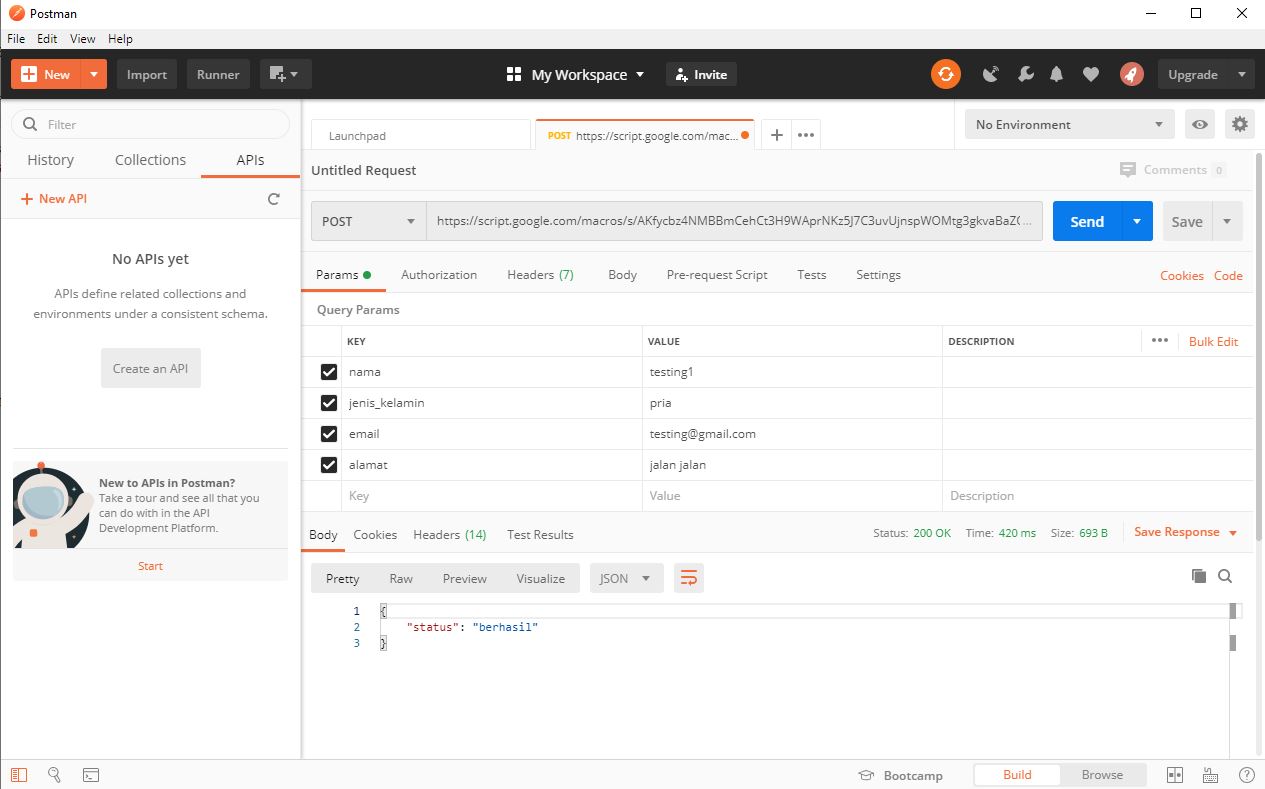 Postman
File Edit View Help
New Import Runner My Workspace Invite Upgrade
Filter
History Collections APIs
New API
No APIs yet
APIs define related collections and
environments under a consistent schema.
Create an API
New to APIs in Postman?
Take a tour and see all that you
can do with in the API
Development Platform.
Start
Launchpad POST https://script.google.com/mac... No Environment
Untitled Request Comments 0
POST https://script.google.com/macros/s/AKfycbz4NMBBmCehCt3H9WAprNKz5J7C3uvUjnspWOMtg3gkvaBaZ(... Send Save
Params Authorization Headers (7) Body Pre-request Script Tests Settings Cookies Code
Query Params
KEY VALUE DESCRIPTION Bulk Edit
nama testing1
jenis_kelamin pria
email testing@gmail.com
alamat jalan jalan
Key Value Description
Body Cookies Headers (14) Test Results Status: 200 OK Time: 420 ms Size: 693 B Save Response
Pretty Raw Preview Visualize JSON
1 {
2 "status": "berhasil"
3 }
Bootcamp Build Browse